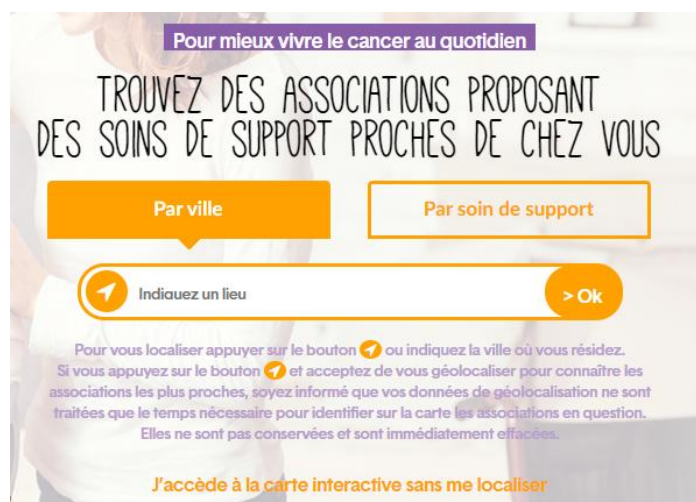 Pour mieux vivre le cancer au quotidien
TROUVEZ DES ASSOCIATIONS PROPOSANT
DES SOINS DE SUPPORT PROCHES DE CHEZ VOUS
Par ville
Par soin de support
Indiquez un lieu
> Ok
Pour vous localiser appuyer sur le bouton ou indiquez la ville où vous résidez.
Si vous appuyez sur le bouton et acceptez de vous géolocaliser pour connaître les
associations les plus proches, soyez informé que vos données de géolocalisation ne sont
traitées que le temps nécessaire pour identifier sur la carte les associations en question.
Elles ne sont pas conservées et sont immédiatement effacées.
J'accède à la carte interactive sans me localiser